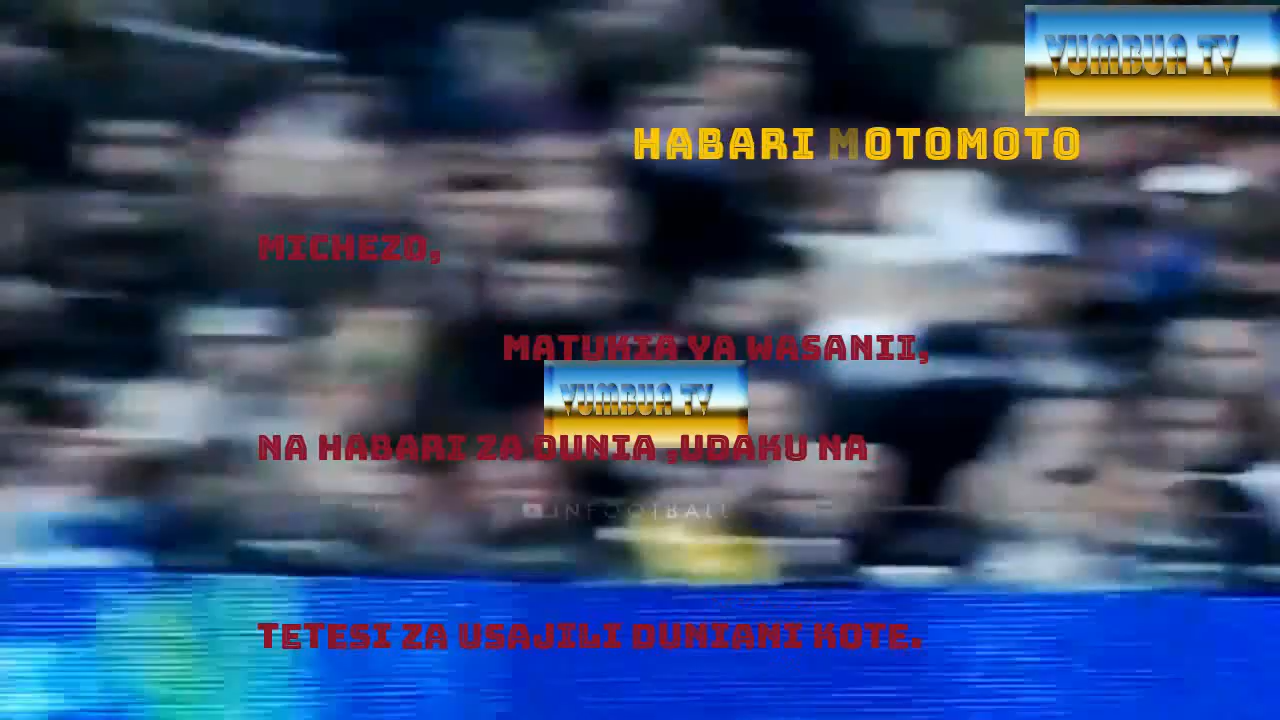 VUMBUA TV
HABARI MOTOMOTO
MICHEZO,
MATUKIA YA WASANII,
VUMBUA TV
NA HABARI ZA DUNIA ,UDAKU NA
INFOOTBALL
TETESI ZA USAJILI DUNIANI KOTE.